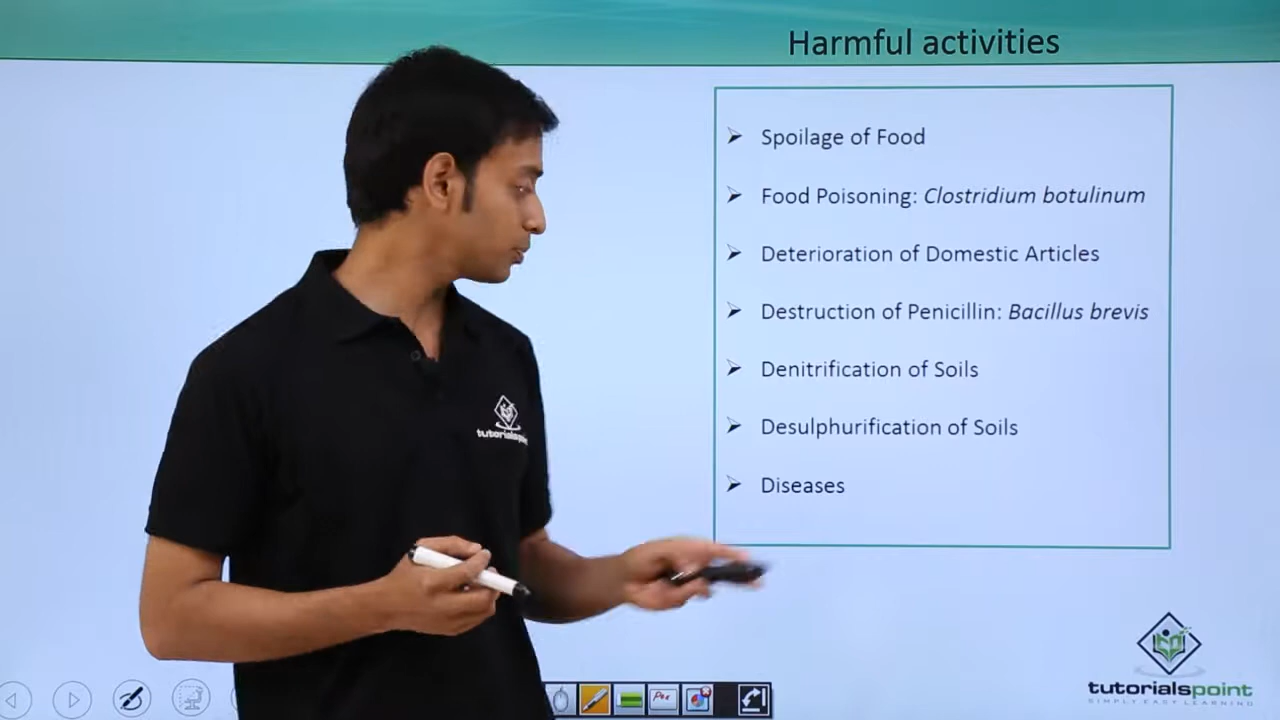 Harmful activities
Spoilage of Food
Food Poisoning: Clostridium botulinum
Deterioration of Domestic Articles
Destruction of Penicillin: Bacillus brevis
Denitrification of Soils
Desulphurification of Soils
Diseases
tutorialspoint
tutorialspoint
SIMPLY EASY LEARNING
Pen